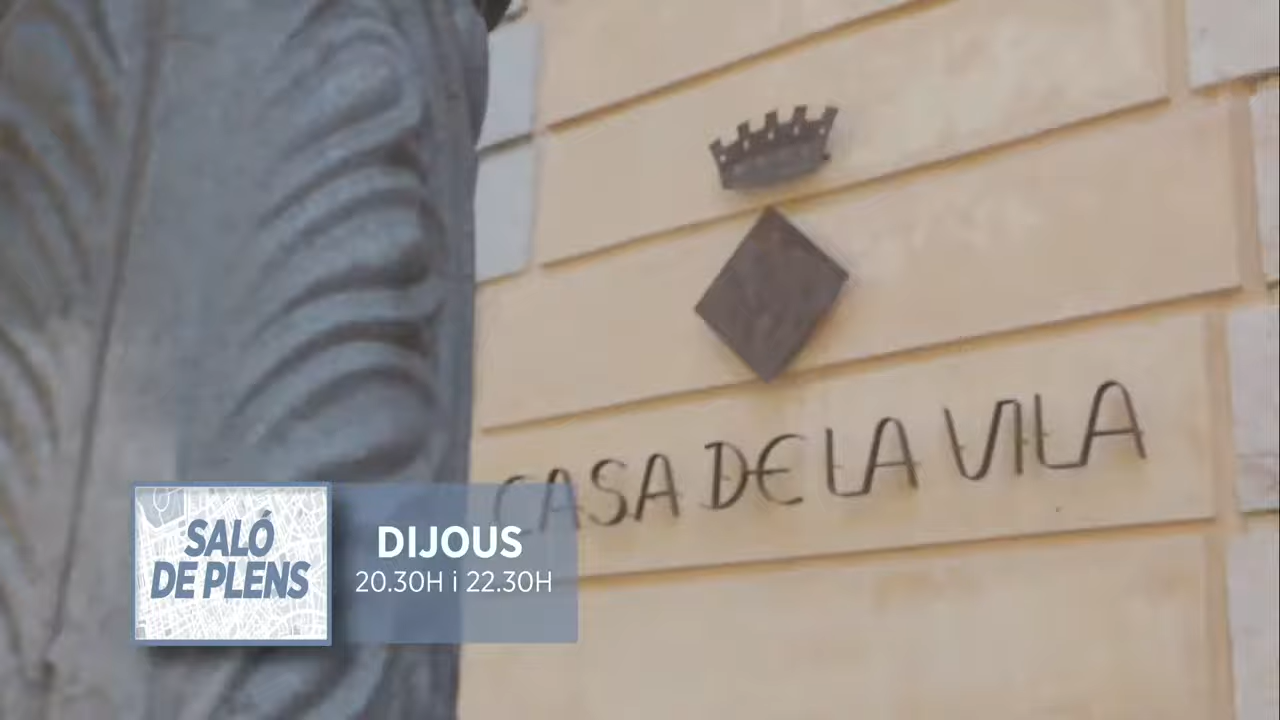 CASA DE LA VILA
SALÓ
DE PLENS
DIJOUS
20.30H i 22.30H